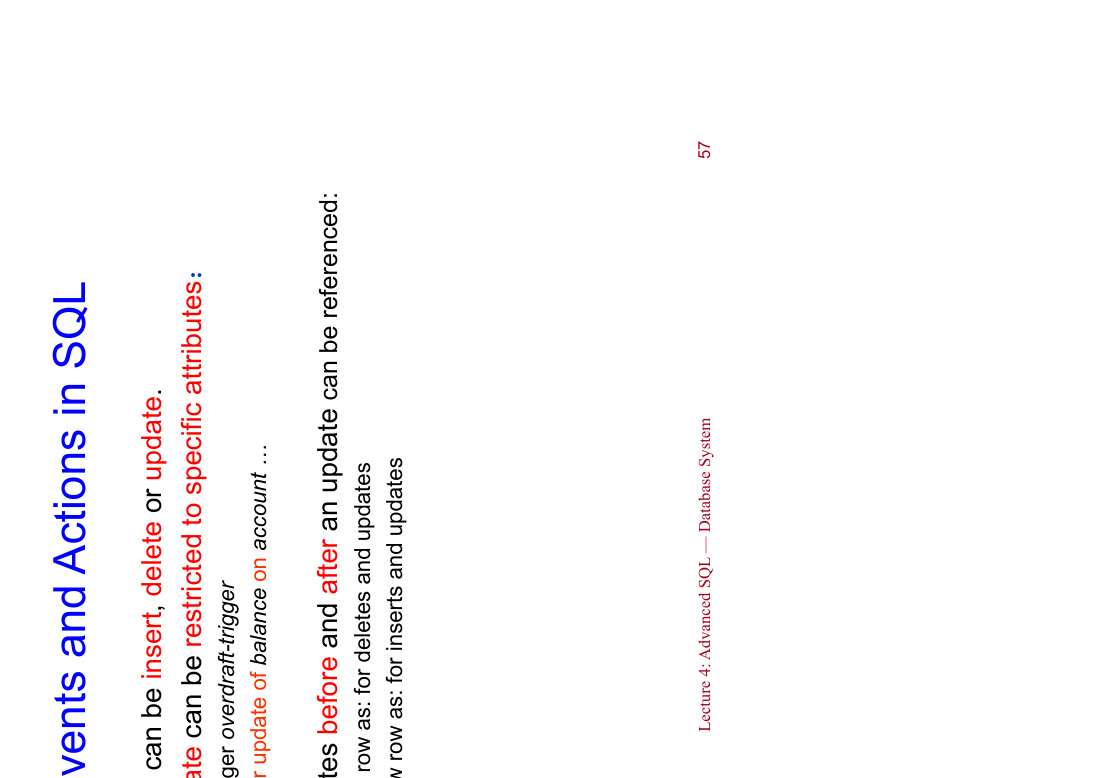 vents and Actions in SQL
can be insert, delete or update.
ate can be restricted to specific attributes:
ger overdraft-trigger
r update of balance on account …
tes before and after an update can be referenced:
row as: for deletes and updates
w row as: for inserts and updates
Lecture 4: Advanced SQL — Database System 57